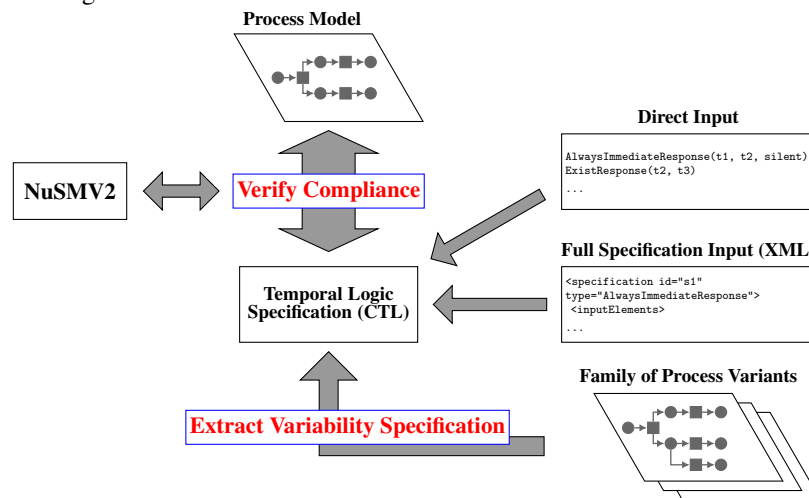 Process Model
Direct Input
AlwaysImmediateResponse(t1, t2, silent)
ExistResponse(t2, t3)
...
NuSMV2
Verify Compliance
Full Specification Input (XML
Temporal Logic
Specification (CTL)
<specification id="s1"
type="AlwaysImmediateResponse">
<inputElements>
...
Family of Process Variants
Extract Variability Specification